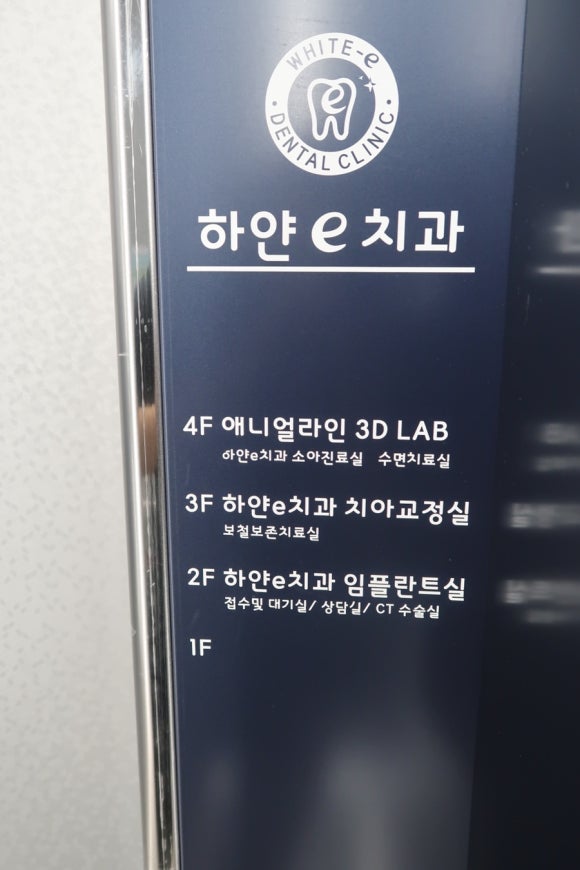 WHITE-e
e
DENTAL CLINIC
하얀 e 치과
4F 애니얼라인 3D LAB
하얀e치과 소아진료실 수면치료실
3F 하얀e치과 치아교정실
보철보존치료실
2F 하얀e치과 임플란트실
접수및 대기실/ 상담실/ CT 수술실
1F